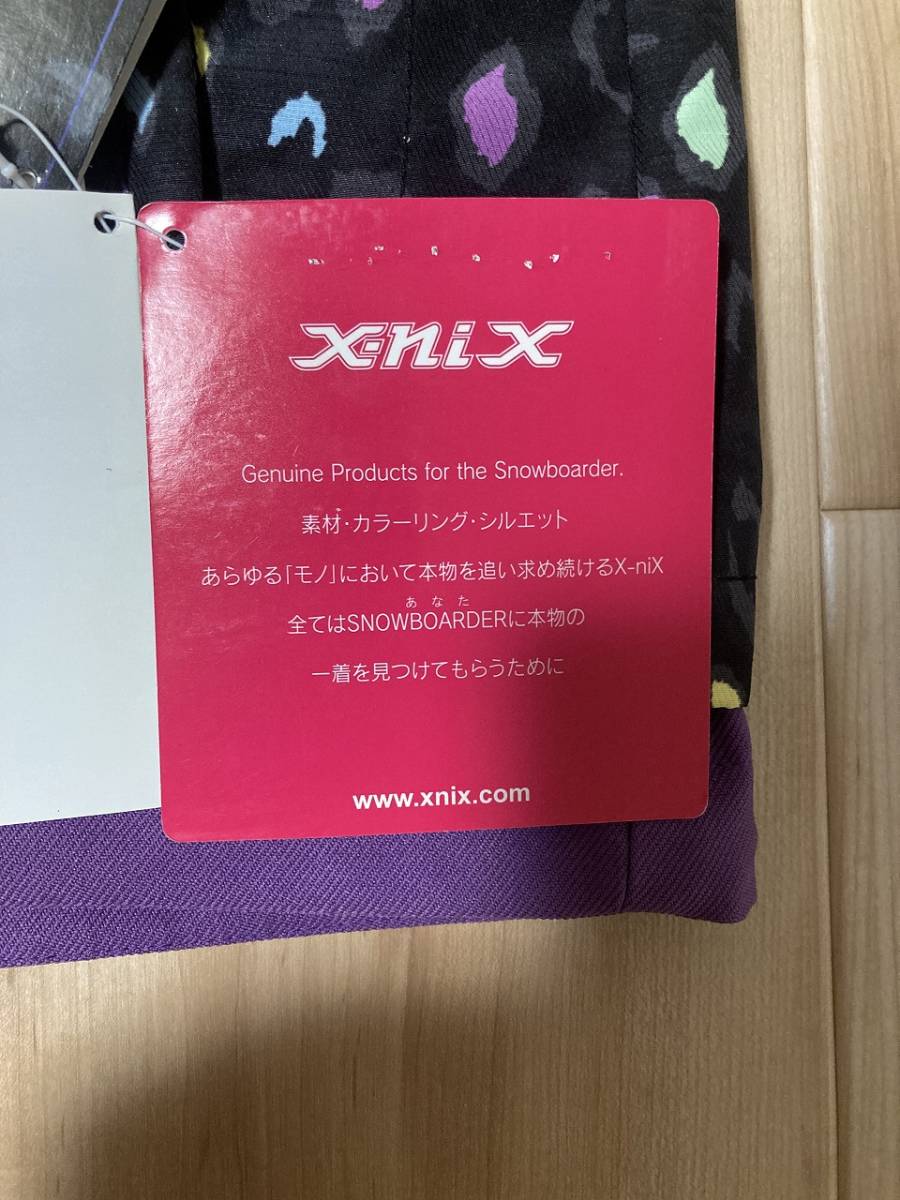 X-niX
Genuine Products for the Snowboarder.
素材・カラーリング・シルエット
あらゆる「モノ」において本物を追い求め続けるX-niX
あなた
全てはSNOWBOARDERに本物の
一着を見つけてもらうために
www.xnix.com